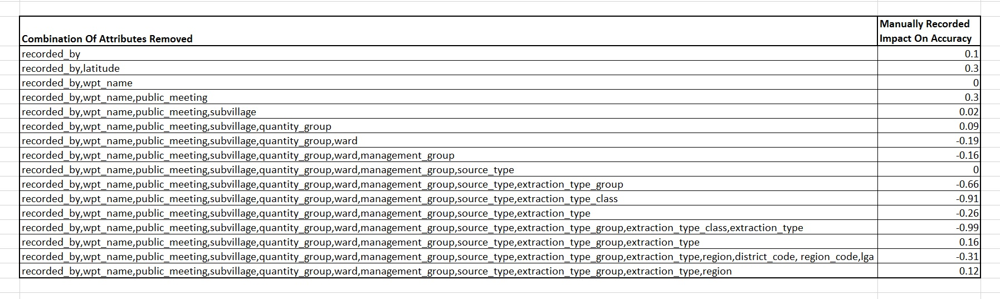 Combination Of Attributes Removed Manually Recorded Impact On Accuracy
recorded_by 0.1
recorded_by,latitude 0.3
recorded_by,wpt_name 0
recorded_by,wpt_name,public_meeting 0.3
recorded_by,wpt_name,public_meeting,subvillage 0.02
recorded_by,wpt_name,public_meeting,subvillage,quantity_group 0.09
recorded_by,wpt_name,public_meeting,subvillage,quantity_group,ward -0.19
recorded_by,wpt_name,public_meeting,subvillage,quantity_group,ward,management_group -0.16
recorded_by,wpt_name,public_meeting,subvillage,quantity_group,ward,management_group,source_type 0
recorded_by,wpt_name,public_meeting,subvillage,quantity_group,ward,management_group,source_type,extraction_type_group -0.66
recorded_by,wpt_name,public_meeting,subvillage,quantity_group,ward,management_group,source_type,extraction_type_class -0.91
recorded_by,wpt_name,public_meeting,subvillage,quantity_group,ward,management_group,source_type,extraction_type -0.26
recorded_by,wpt_name,public_meeting,subvillage,quantity_group,ward,management_group,source_type,extraction_type_group,extraction_type_class,extraction_type -0.99
recorded_by,wpt_name,public_meeting,subvillage,quantity_group,ward,management_group,source_type,extraction_type_group,extraction_type 0.16
recorded_by,wpt_name,public_meeting,subvillage,quantity_group,ward,management_group,source_type,extraction_type_group,extraction_type,region,district_code, region_code,lga -0.31
recorded_by,wpt_name,public_meeting,subvillage,quantity_group,ward,management_group,source_type,extraction_type_group,extraction_type,region 0.12